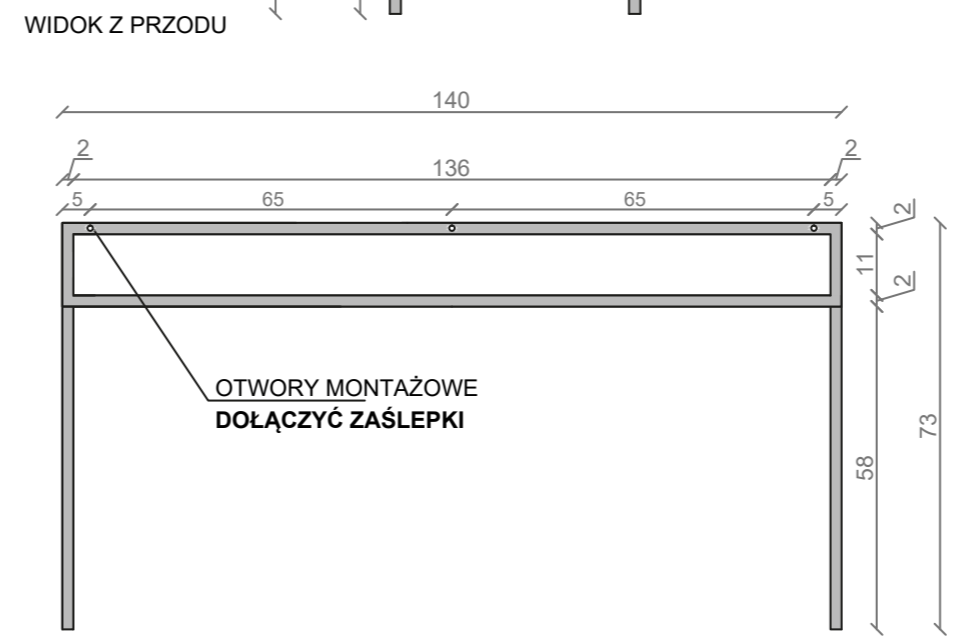 WIDOK Z PRZODU
140
2 136 2
5 65 65 5
2
11
2
58
73
OTWORY MONTAŻOWE
DOŁĄCZYĆ ZAŚLEPKI